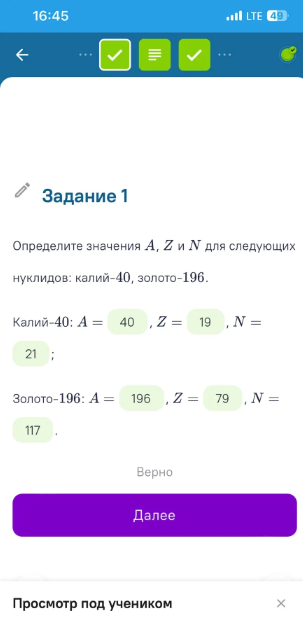 16:45 LTE 49
Задание 1
Определите значения A, Z и N для следующих
нуклидов: калий-40, золото-196.
Калий-40: A = 40 , Z = 19 , N =
21 ;
Золото-196: A = 196 , Z = 79 , N =
117 .
Верно
Далее
Просмотр под учеником